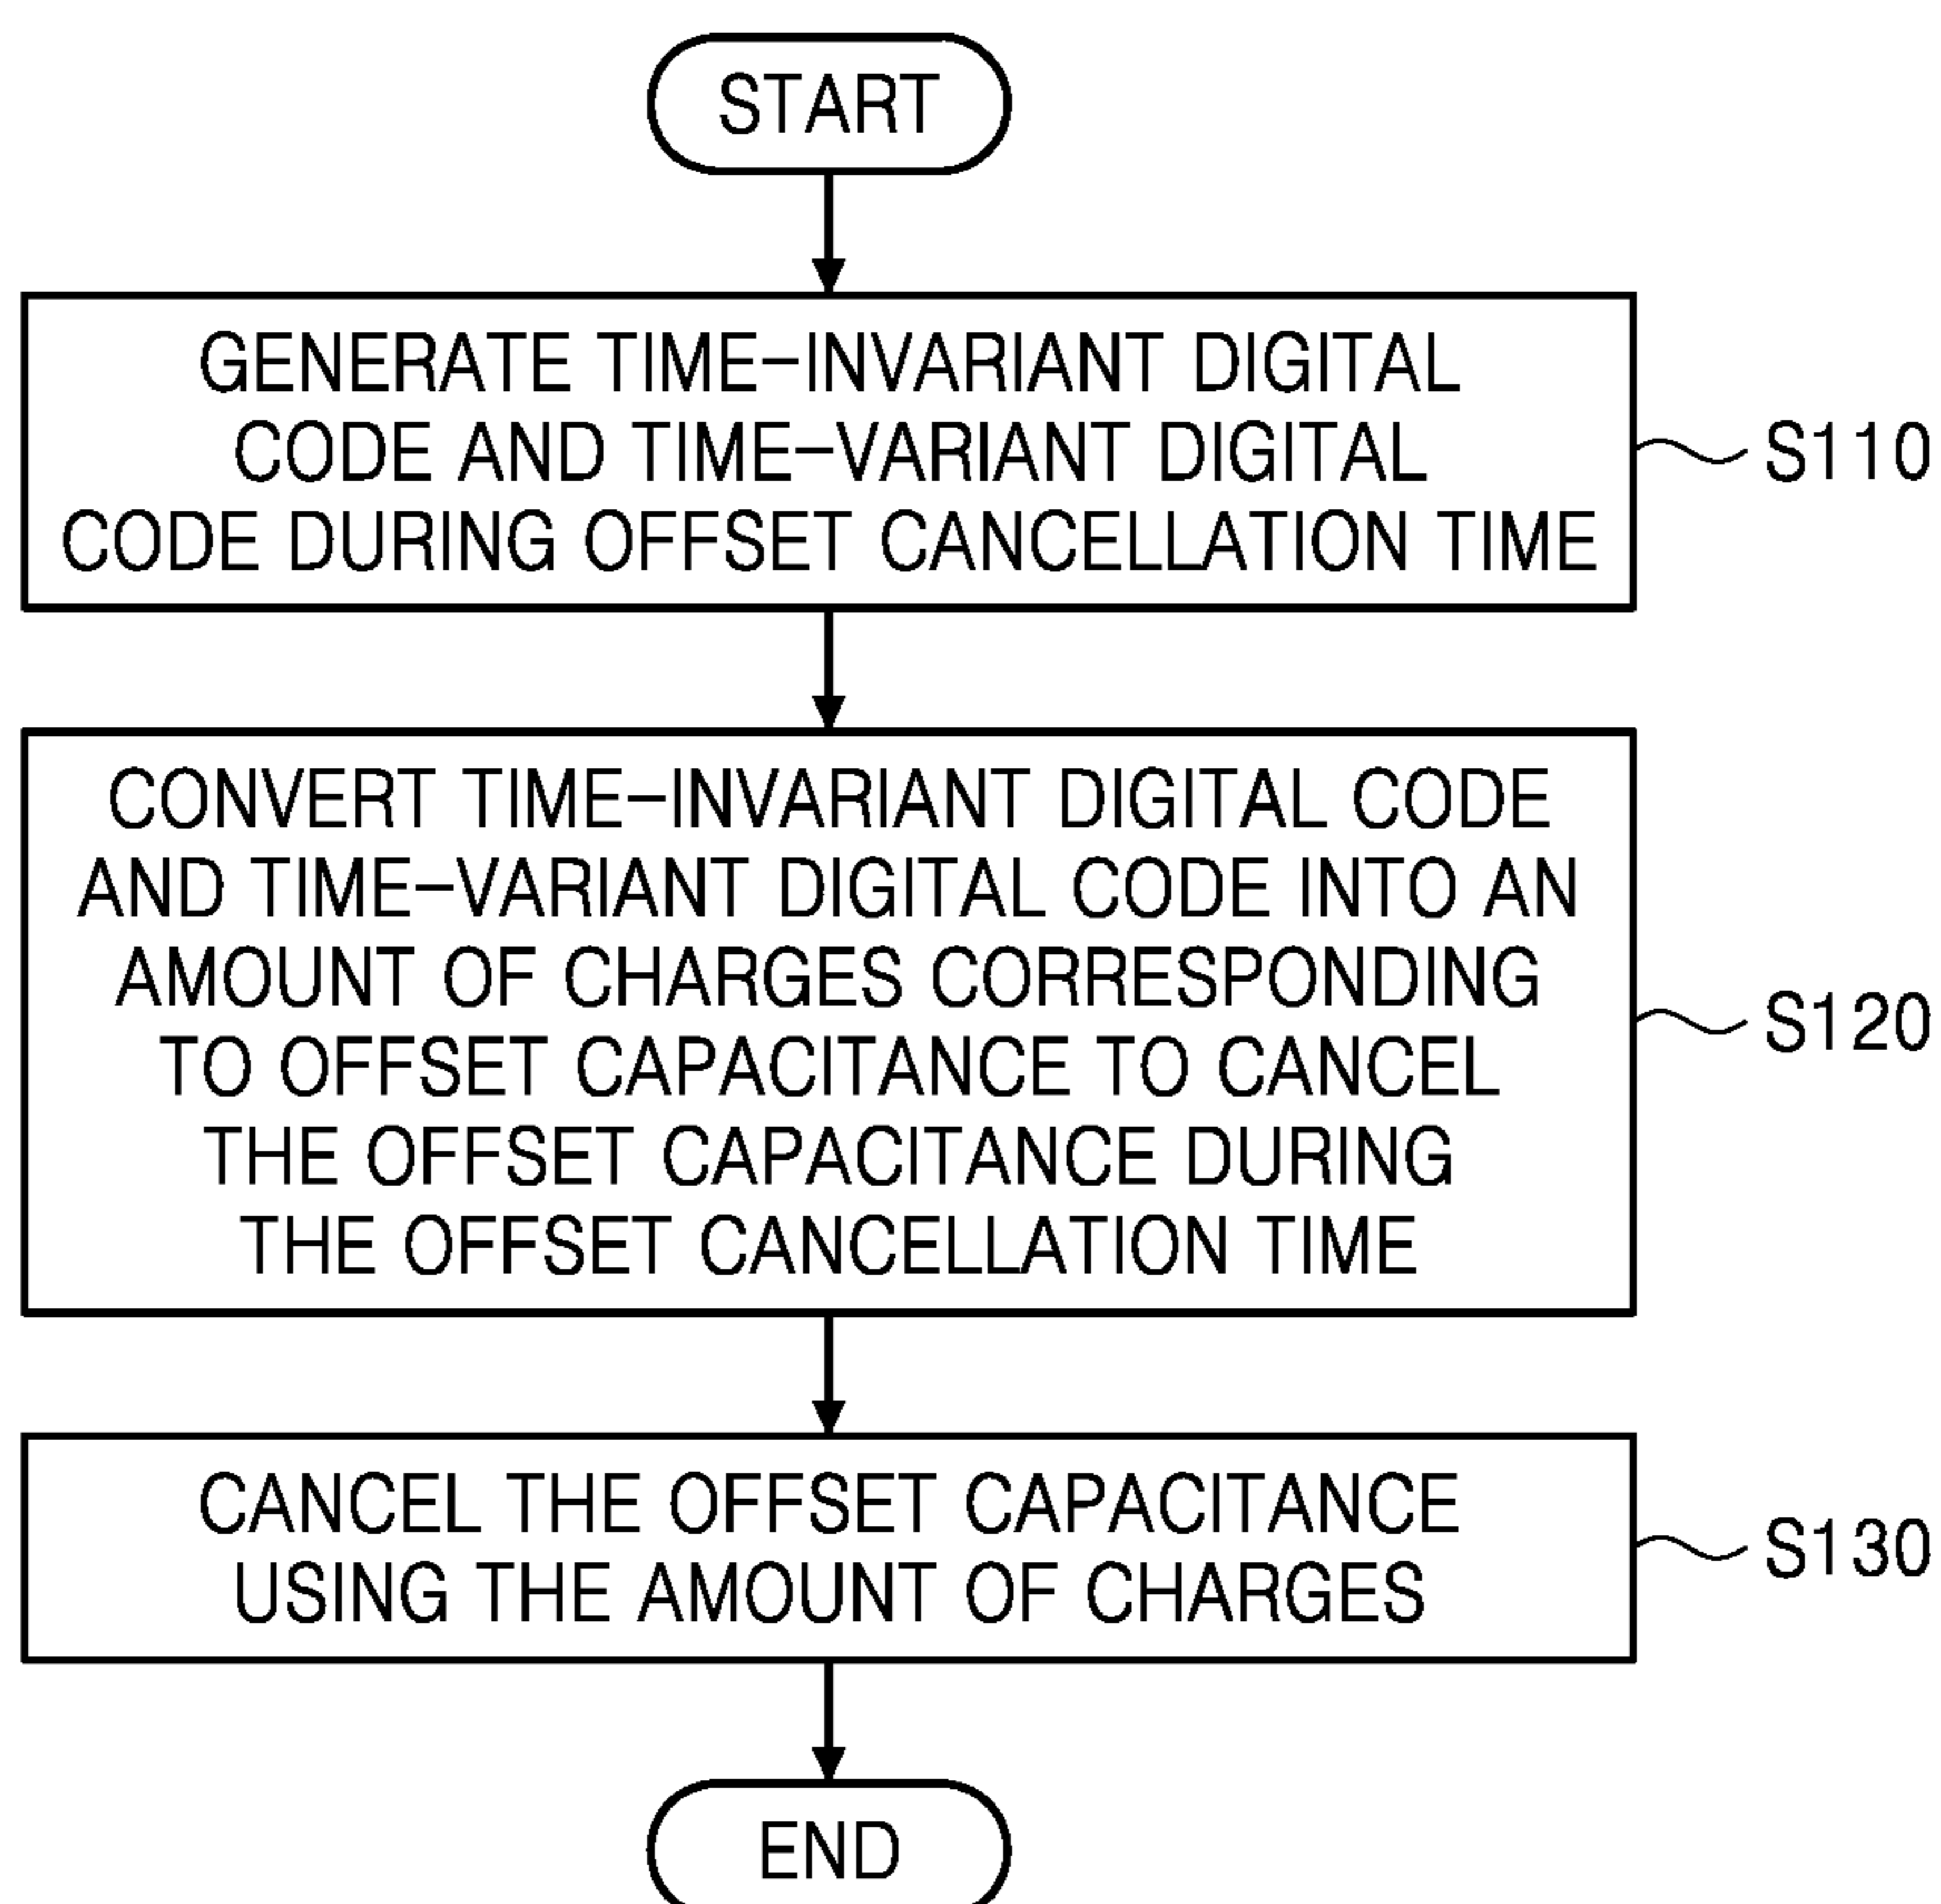 START
GENERATE TIME-INVARIANT DIGITAL
CODE AND TIME-VARIANT DIGITAL
CODE DURING OFFSET CANCELLATION TIME
S110
CONVERT TIME-INVARIANT DIGITAL CODE
AND TIME-VARIANT DIGITAL CODE INTO AN
AMOUNT OF CHARGES CORRESPONDING
TO OFFSET CAPACITANCE TO CANCEL
THE OFFSET CAPACITANCE DURING
THE OFFSET CANCELLATION TIME
S120
CANCEL THE OFFSET CAPACITANCE
USING THE AMOUNT OF CHARGES
S130
END